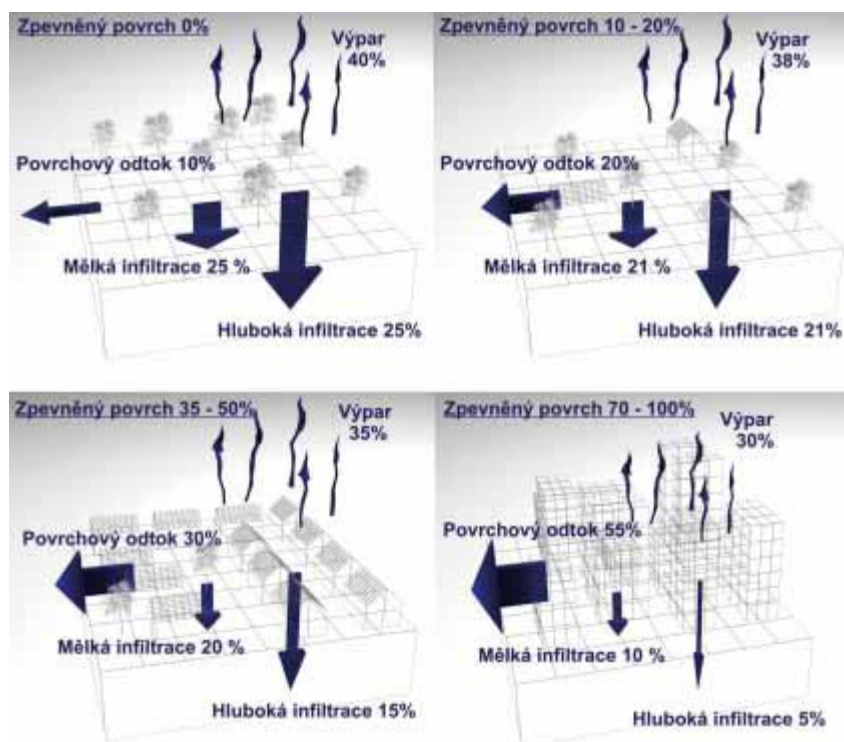 Zpevněný povrch 0%
Výpar
40%
Povrchový odtok 10%
Mělká infiltrace 25 %
Hluboká infiltrace 25%
Zpevněný povrch 10 - 20%
Výpar
38%
Povrchový odtok 20%
Mělká infiltrace 21 %
Hluboká infiltrace 21%
Zpevněný povrch 35 - 50%
Výpar
35%
Povrchový odtok 30%
Mělká infiltrace 20 %
Hluboká infiltrace 15%
Zpevněný povrch 70 - 100%
Výpar
30%
Povrchový odtok 55%
Mělká infiltrace 10 %
Hluboká infiltrace 5%